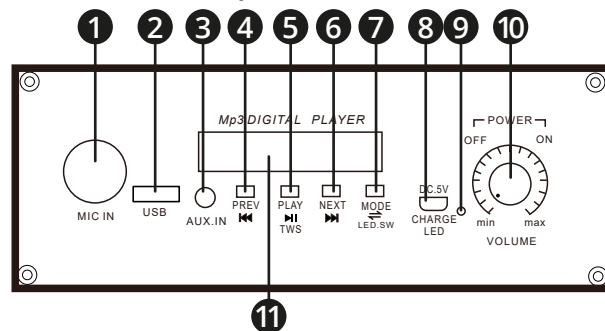 1 2 3 4 5 6 7 8 9 10
Mp3 DIGITAL PLAYER
POWER
OFF ON
MIC IN
USB
AUX.IN
PREV
PLAY
TWS
NEXT
MODE
LED.SW
DC.5V
CHARGE
LED
min max
VOLUME
11